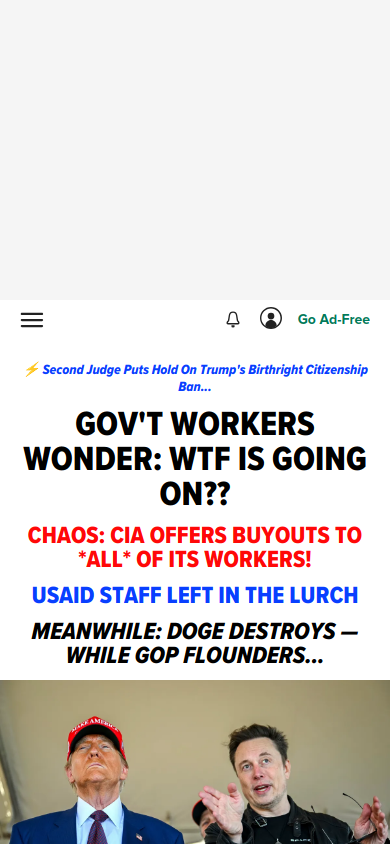 Go Ad-Free
⚡ Second Judge Puts Hold On Trump's Birthright Citizenship
Ban...
GOV'T WORKERS
WONDER: WTF IS GOING
ON??
CHAOS: CIA OFFERS BUYOUTS TO
*ALL* OF ITS WORKERS!
USAID STAFF LEFT IN THE LURCH
MEANWHILE: DOGE DESTROYS —
WHILE GOP FLOUNDERS...
MAKE AMERICA